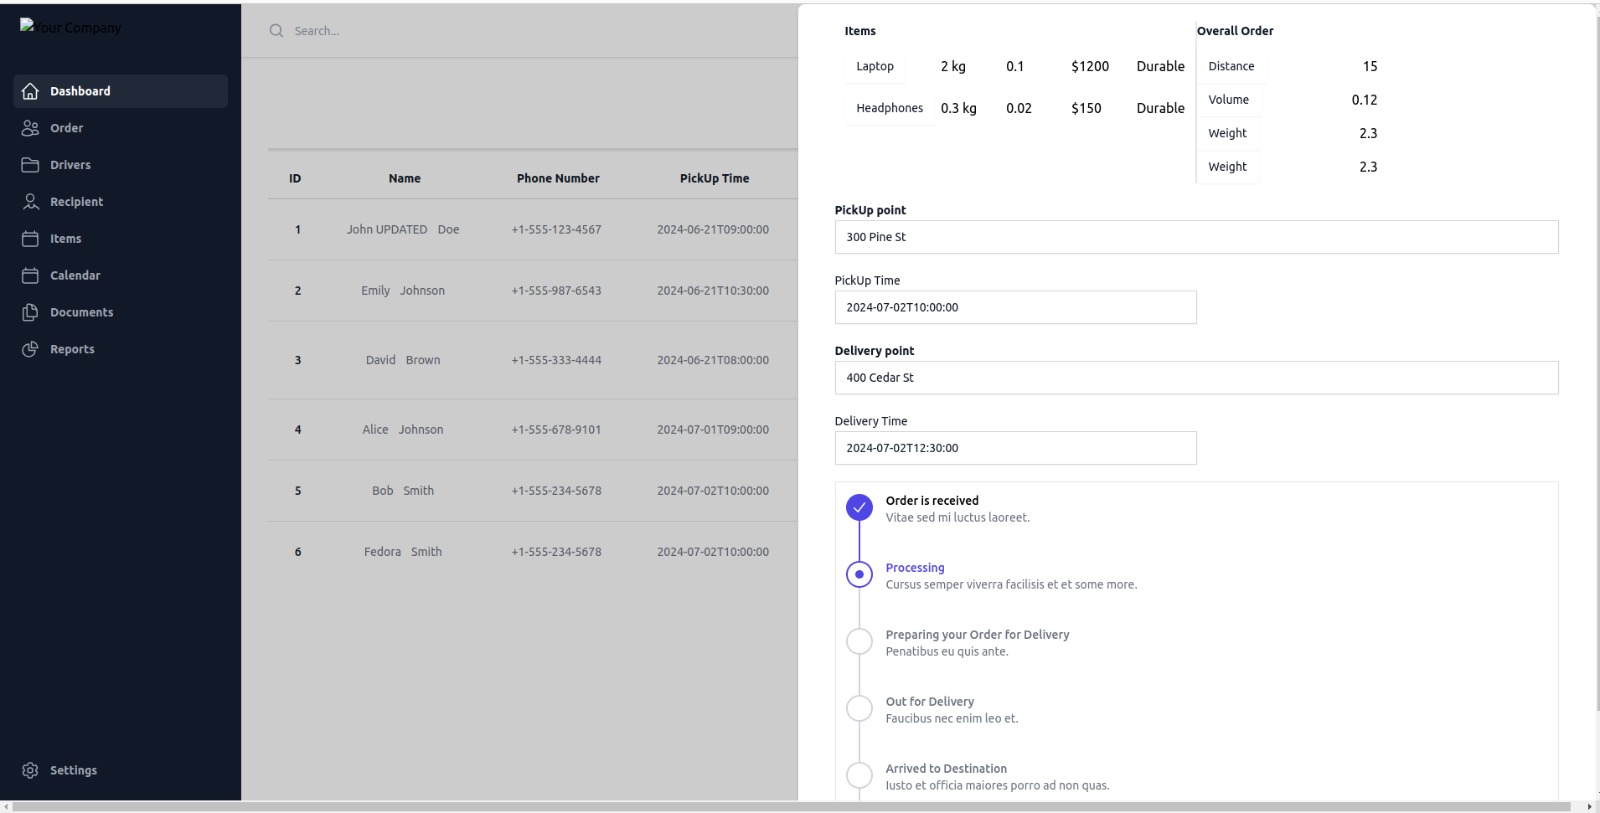 Your Company
Dashboard
Order
Drivers
Recipient
Items
Calendar
Documents
Reports
Settings
Search...
ID Name Phone Number PickUp Time
1 John UPDATED Doe +1-555-123-4567 2024-06-21T09:00:00
2 Emily Johnson +1-555-987-6543 2024-06-21T10:30:00
3 David Brown +1-555-333-4444 2024-06-21T08:00:00
4 Alice Johnson +1-555-678-9101 2024-07-01T09:00:00
5 Bob Smith +1-555-234-5678 2024-07-02T10:00:00
6 Fedora Smith +1-555-234-5678 2024-07-02T10:00:00
Items
Laptop 2 kg 0.1 $1200 Durable
Headphones 0.3 kg 0.02 $150 Durable
Overall Order
Distance 15
Volume 0.12
Weight 2.3
Weight 2.3
PickUp point
300 Pine St
PickUp Time
2024-07-02T10:00:00
Delivery point
400 Cedar St
Delivery Time
2024-07-02T12:30:00
Order is received
Vitae sed mi luctus laoreet.
Processing
Cursus semper viverra facilisis et et some more.
Preparing your Order for Delivery
Penatibus eu quis ante.
Out for Delivery
Faucibus nec enim leo et.
Arrived to Destination
Iusto et officia maiores porro ad non quas.